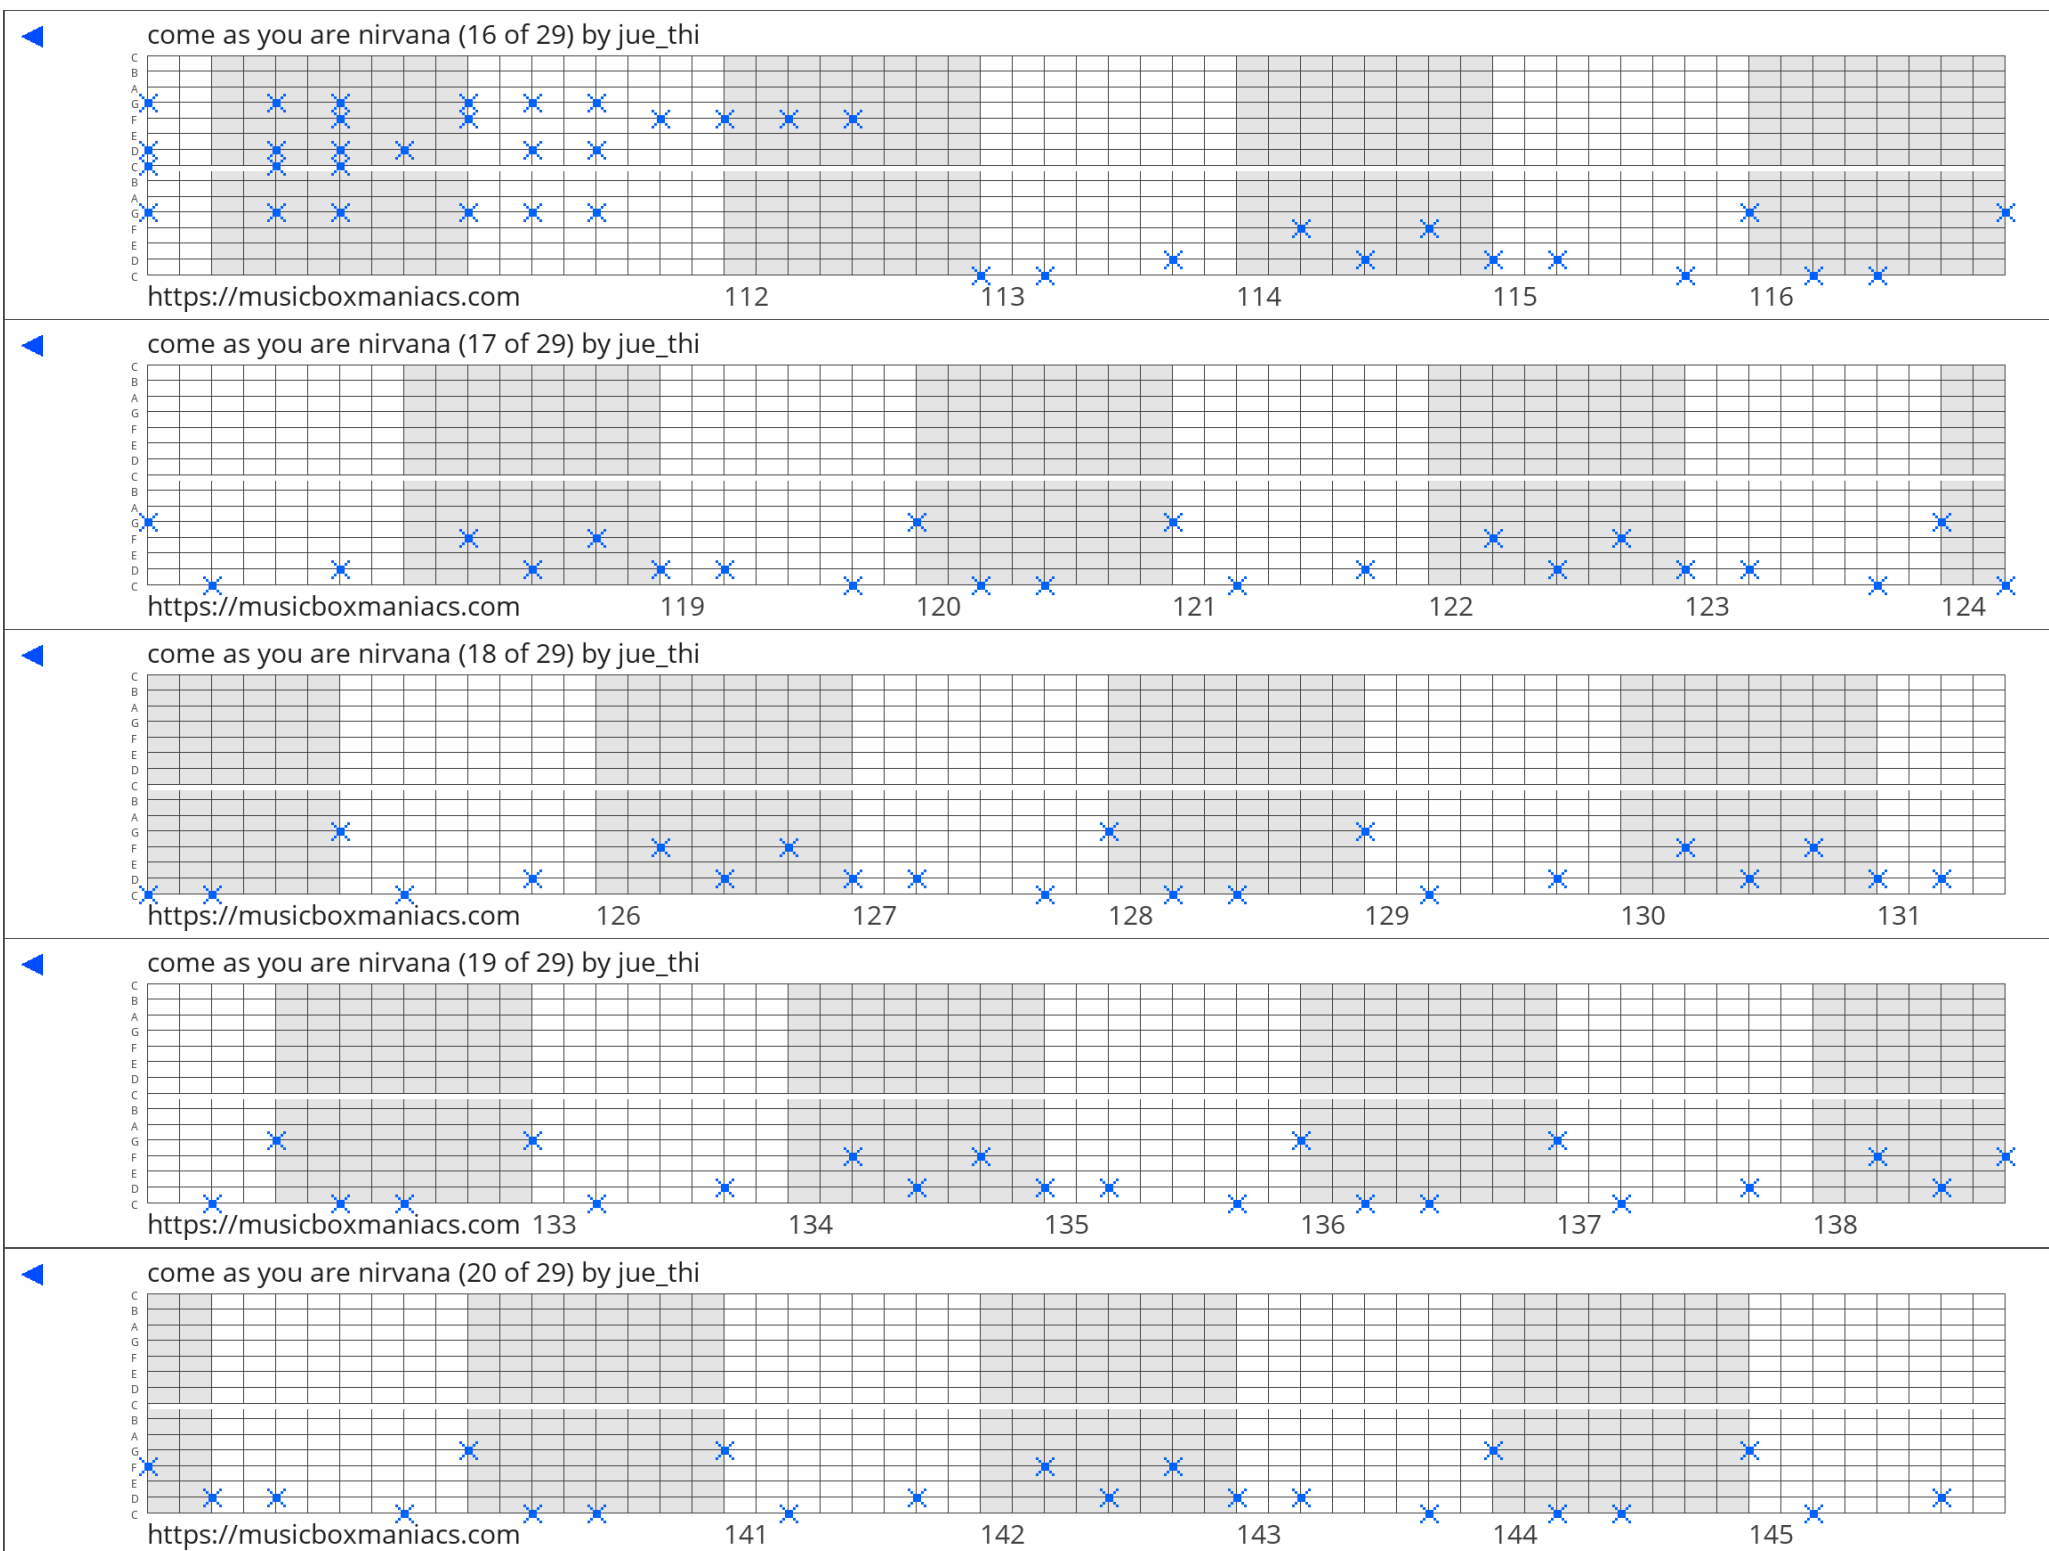 come as you are nirvana (16 of 29) by jue_thi
C
B
A
G
F
E
D
C
B
A
G
F
E
D
C
https://musicboxmaniacs.com 112 113 114 115 116
come as you are nirvana (17 of 29) by jue_thi
C
B
A
G
F
E
D
C
B
A
G
F
E
D
C
https://musicboxmaniacs.com 119 120 121 122 123 124
come as you are nirvana (18 of 29) by jue_thi
C
B
A
G
F
E
D
C
B
A
G
F
E
D
C
https://musicboxmaniacs.com 126 127 128 129 130 131
come as you are nirvana (19 of 29) by jue_thi
C
B
A
G
F
E
D
C
B
A
G
F
E
D
C
https://musicboxmaniacs.com 133 134 135 136 137 138
come as you are nirvana (20 of 29) by jue_thi
C
B
A
G
F
E
D
C
B
A
G
F
E
D
C
https://musicboxmaniacs.com 141 142 143 144 145